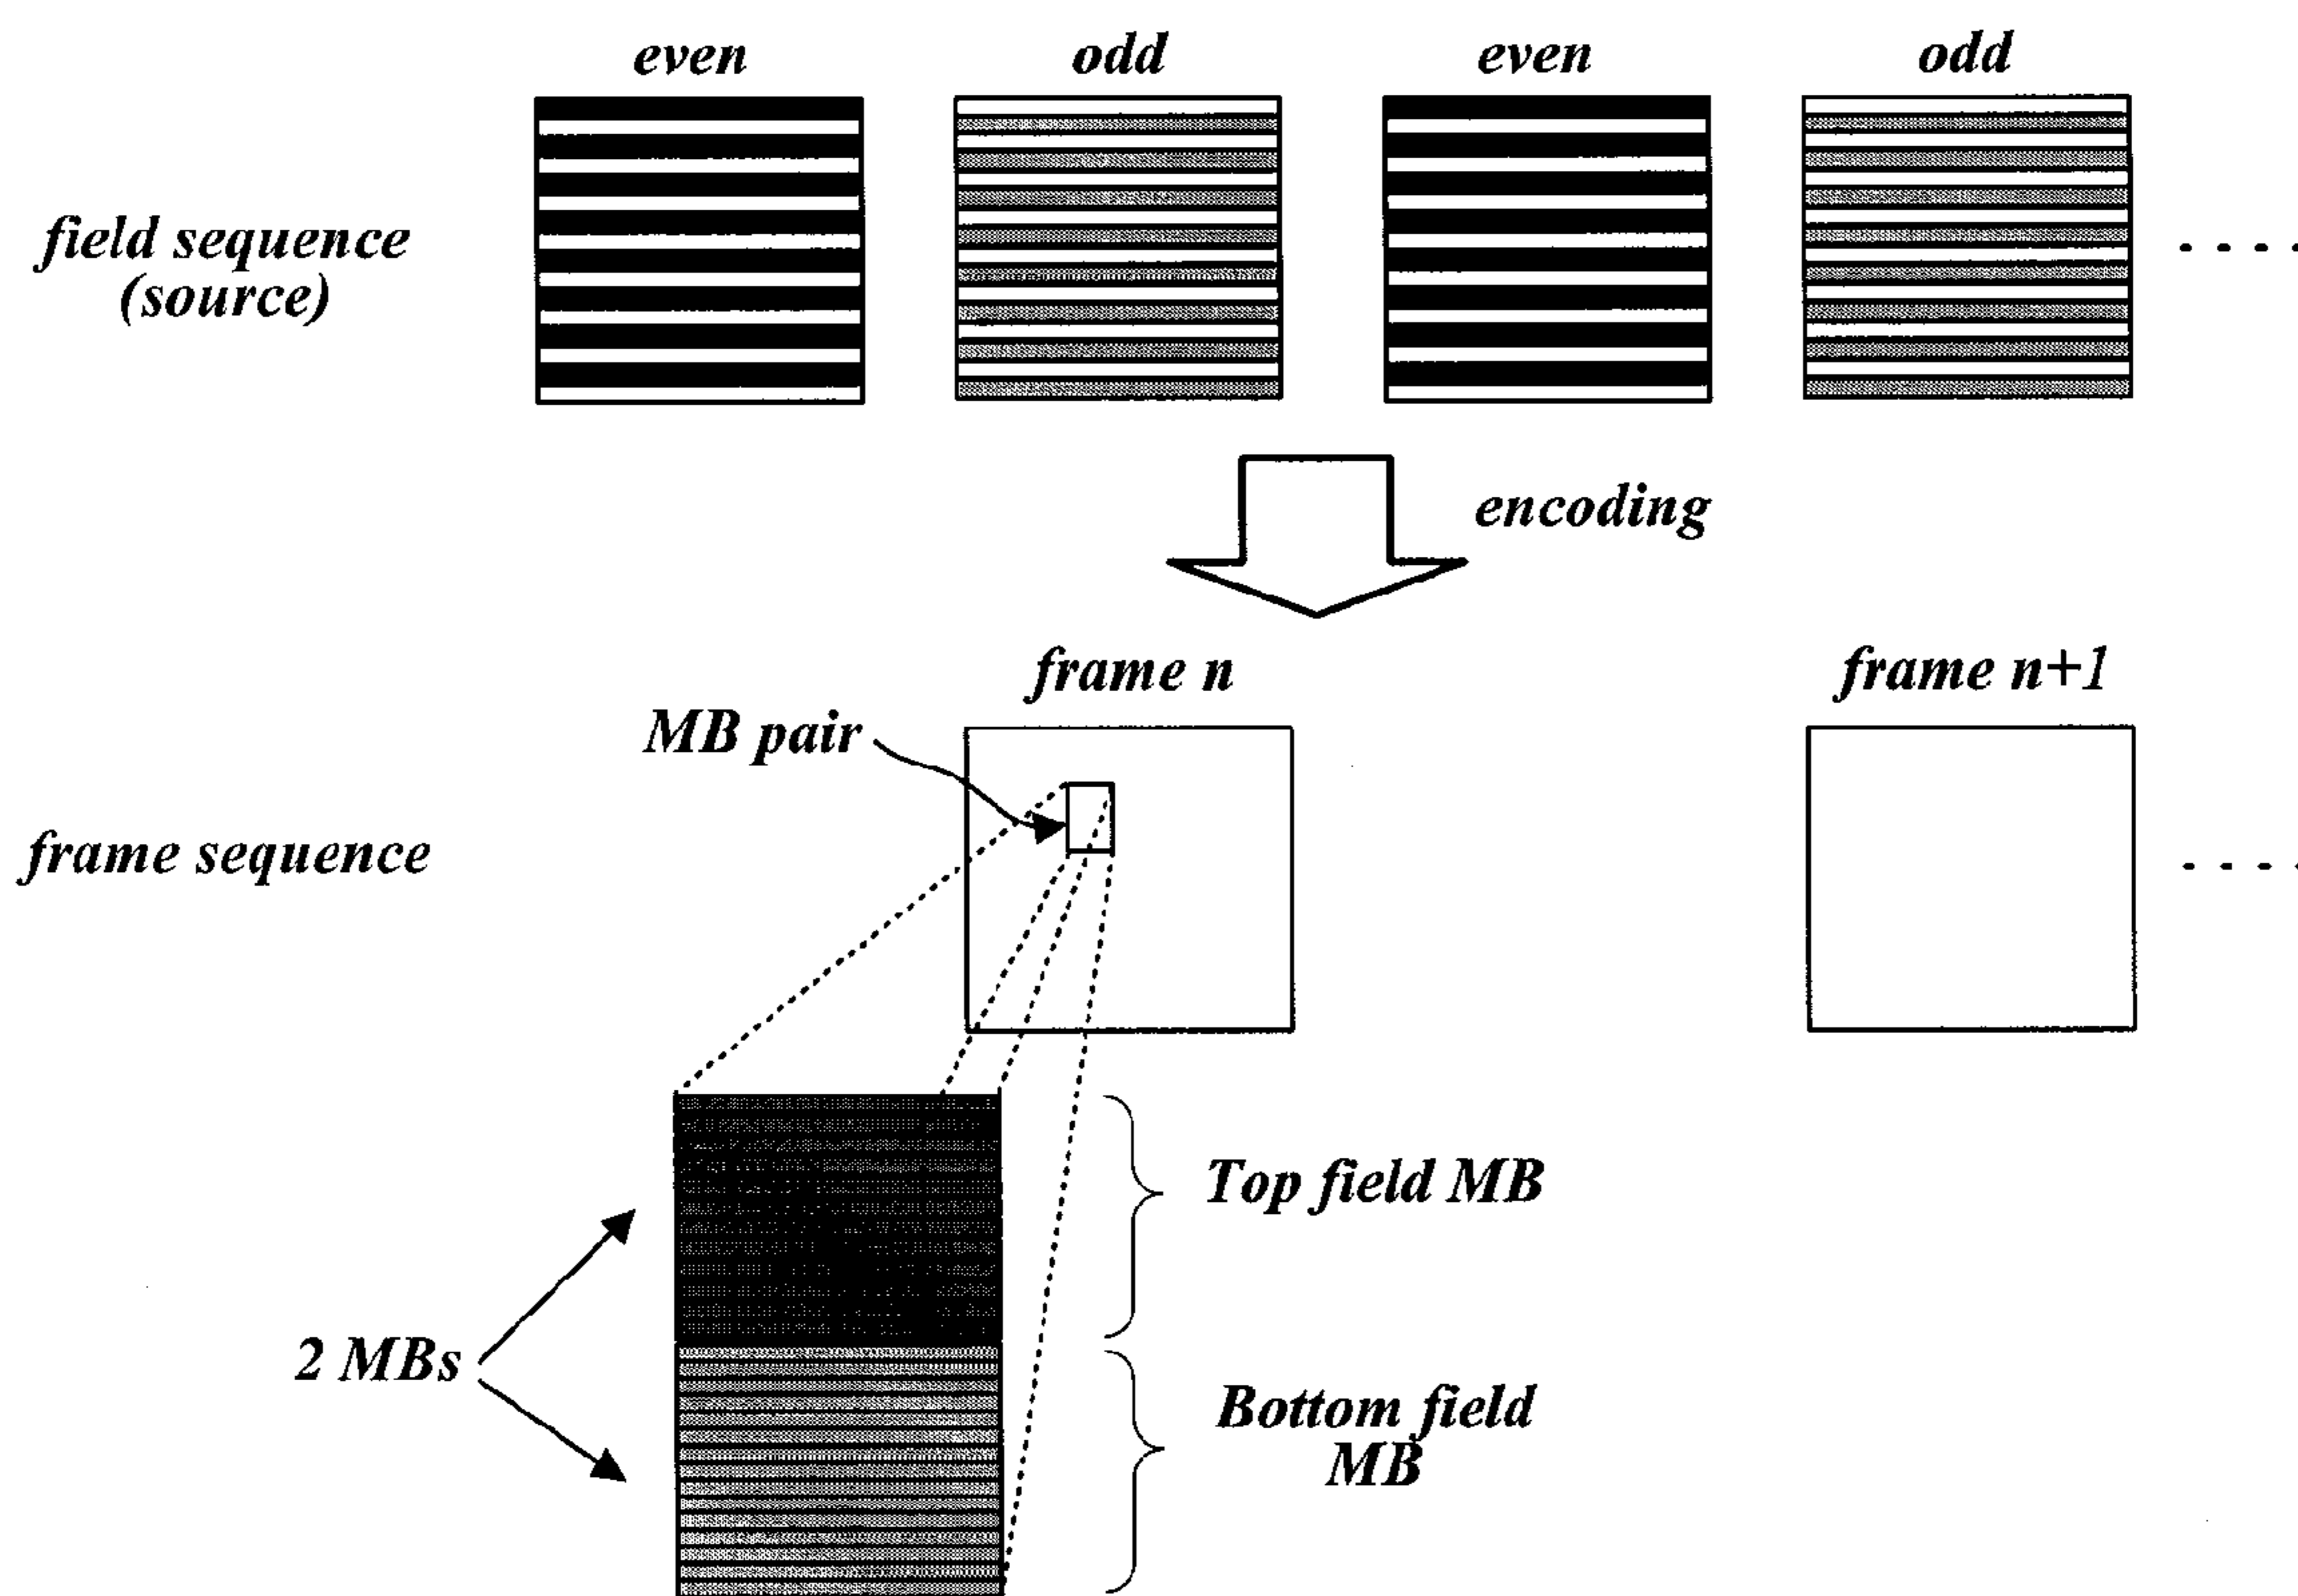 even
odd
even
odd
field sequence
(source)
encoding
frame n
frame n+1
MB pair
frame sequence
Top field MB
2 MBs
Bottom field
MB